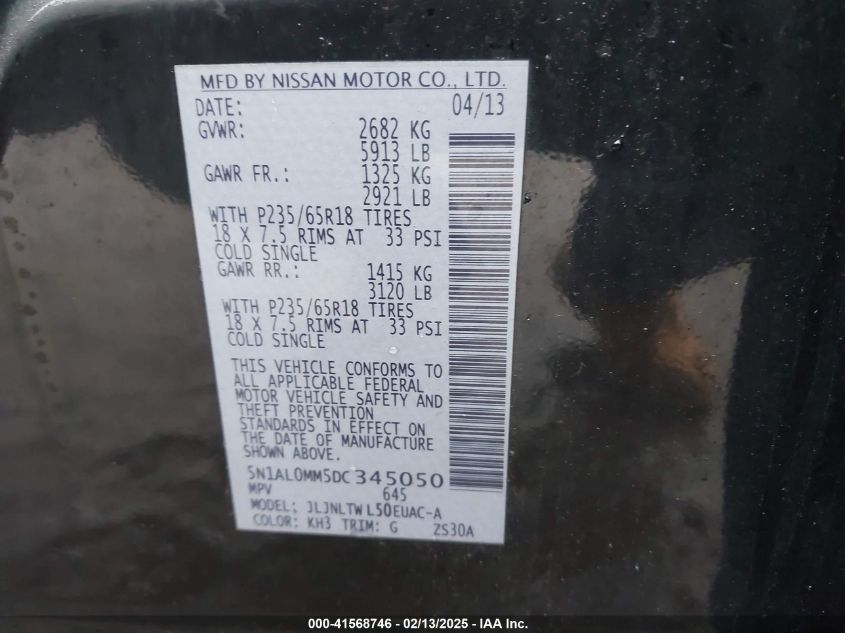 MFD BY NISSAN MOTOR CO., LTD.
DATE: 04/13
GVWR: 2682 KG
5913 LB
GAWR FR.: 1325 KG
2921 LB
WITH P235/65R18 TIRES
18 X 7.5 RIMS AT 33 PSI
COLD SINGLE
GAWR RR.: 1415 KG
3120 LB
WITH P235/65R18 TIRES
18 X 7.5 RIMS AT 33 PSI
COLD SINGLE
THIS VEHICLE CONFORMS TO
ALL APPLICABLE FEDERAL
MOTOR VEHICLE SAFETY AND
THEFT PREVENTION
STANDARDS IN EFFECT ON
THE DATE OF MANUFACTURE
SHOWN ABOVE.
5N1AL0MM5DC345050
MPV 645
MODEL: JLJNLTWL50EUAC-A
COLOR: KH3 TRIM: G ZS30A
000-41568746 - 02/13/2025 - IAA Inc.